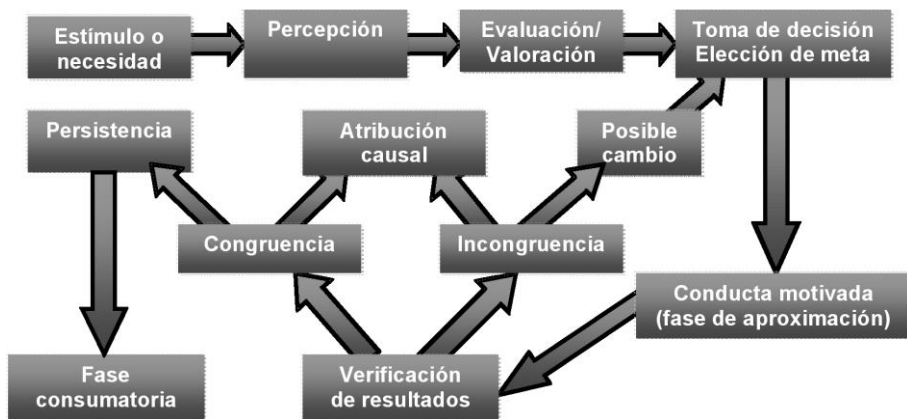 Estímulo o
necesidad
Percepción
Evaluación/
Valoración
Toma de decisión
Elección de meta
Persistencia
Atribución
causal
Posible
cambio
Congruencia
Incongruencia
Conducta motivada
(fase de aproximación)
Fase
consumatoria
Verificación
de resultados